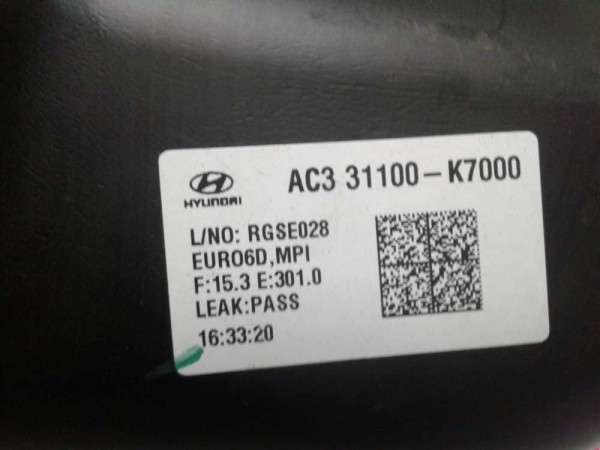 AC3 31100-K7000
HYUNDAI
L/NO: RGSE028
EURO6D,MPI
F:15.3 E:301.0
LEAK:PASS
16:33:20